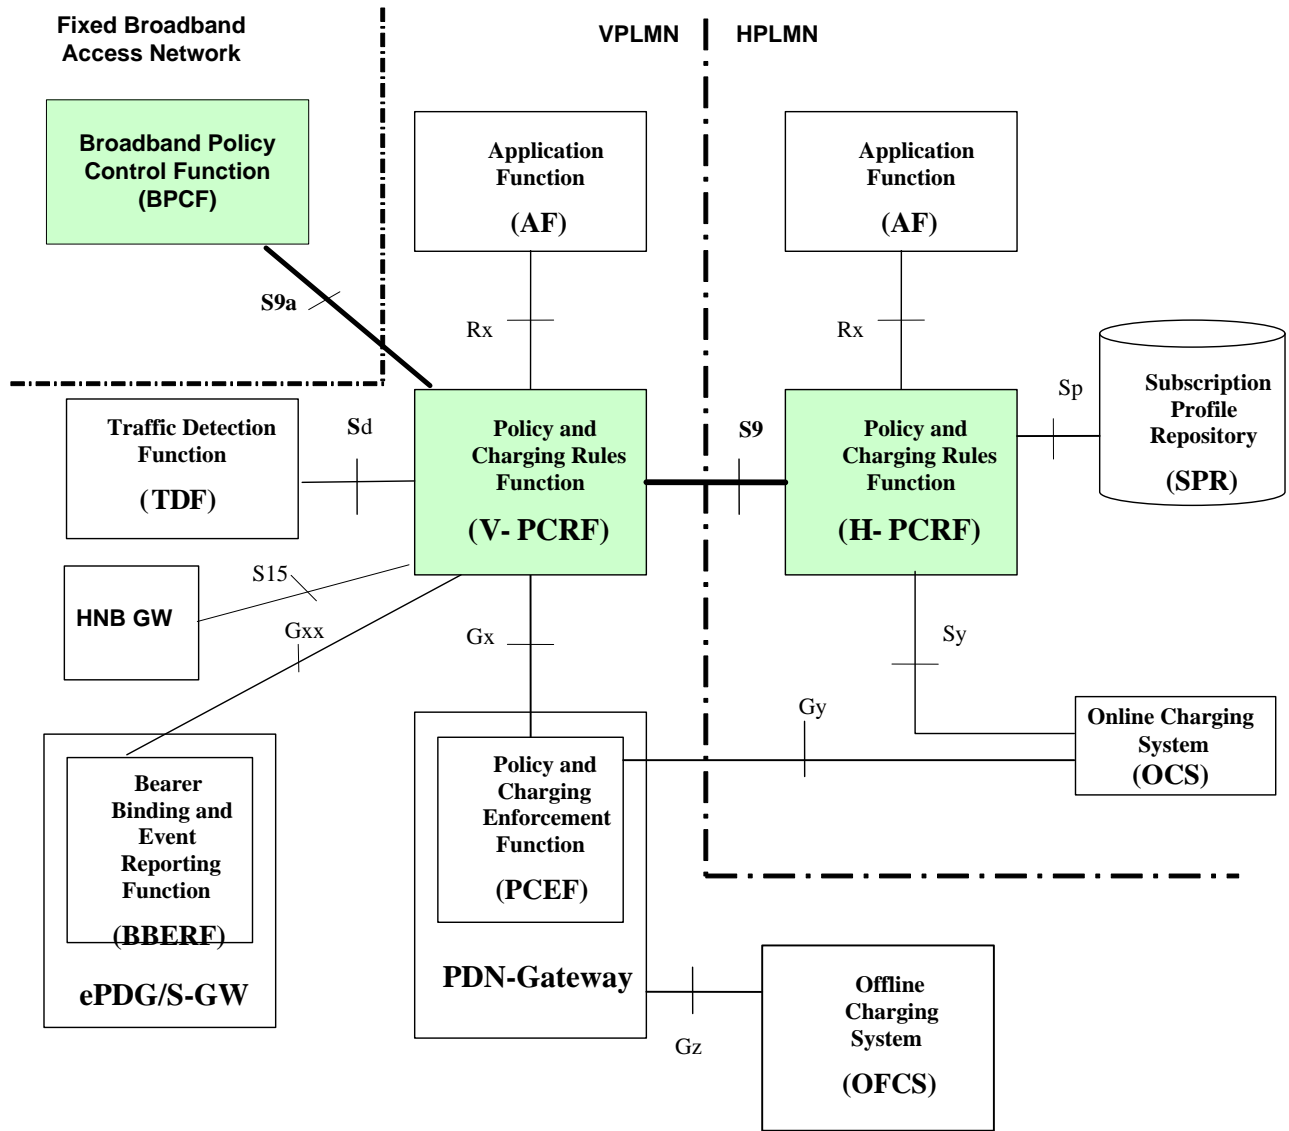 Fixed Broadband
Access Network
VPLMN
HPLMN
Broadband Policy
Control Function
(BPCF)
Application
Function
(AF)
Application
Function
(AF)
S9a
Rx
Rx
Sp
Subscription
Profile
Repository
(SPR)
Traffic Detection
Function
(TDF)
Sd
Policy and
Charging Rules
Function
(V- PCRF)
S9
Policy and
Charging Rules
Function
(H- PCRF)
HNB GW
S15
Gxx
Gx
Sy
Gy
Online Charging
System
(OCS)
Bearer
Binding and
Event
Reporting
Function
(BBERF)
ePDG/S-GW
Policy and
Charging
Enforcement
Function
(PCEF)
PDN-Gateway
Gz
Offline
Charging
System
(OFCS)